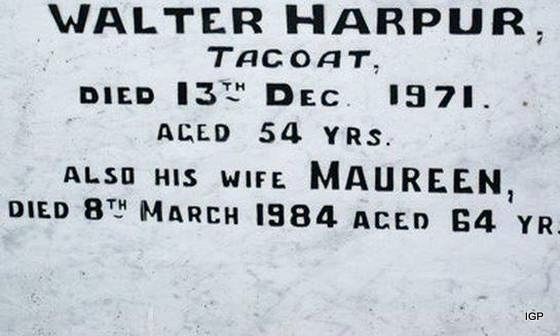 WALTER HARPUR,
TAGOAT,
DIED 13TH DEC. 1971.
AGED 54 YRS.
ALSO HIS WIFE MAUREEN,
DIED 8TH MARCH 1984 AGED 64 YR
IGP